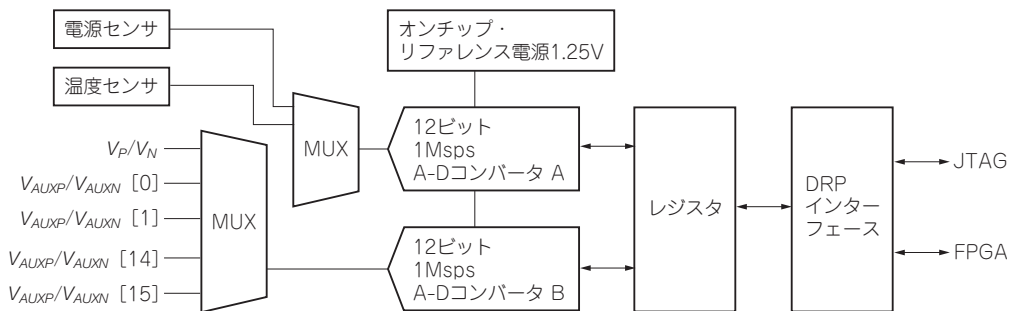 電源センサ
温度センサ
オンチップ・
リファレンス電源1.25V
MUX
12ビット
1Msps
A-Dコンバータ A
VP/VN
VAUXP/VAUXN [0]
VAUXP/VAUXN [1]
VAUXP/VAUXN [14]
VAUXP/VAUXN [15]
MUX
12ビット
1Msps
A-Dコンバータ B
レジスタ
DRP
インター
フェース
JTAG
FPGA